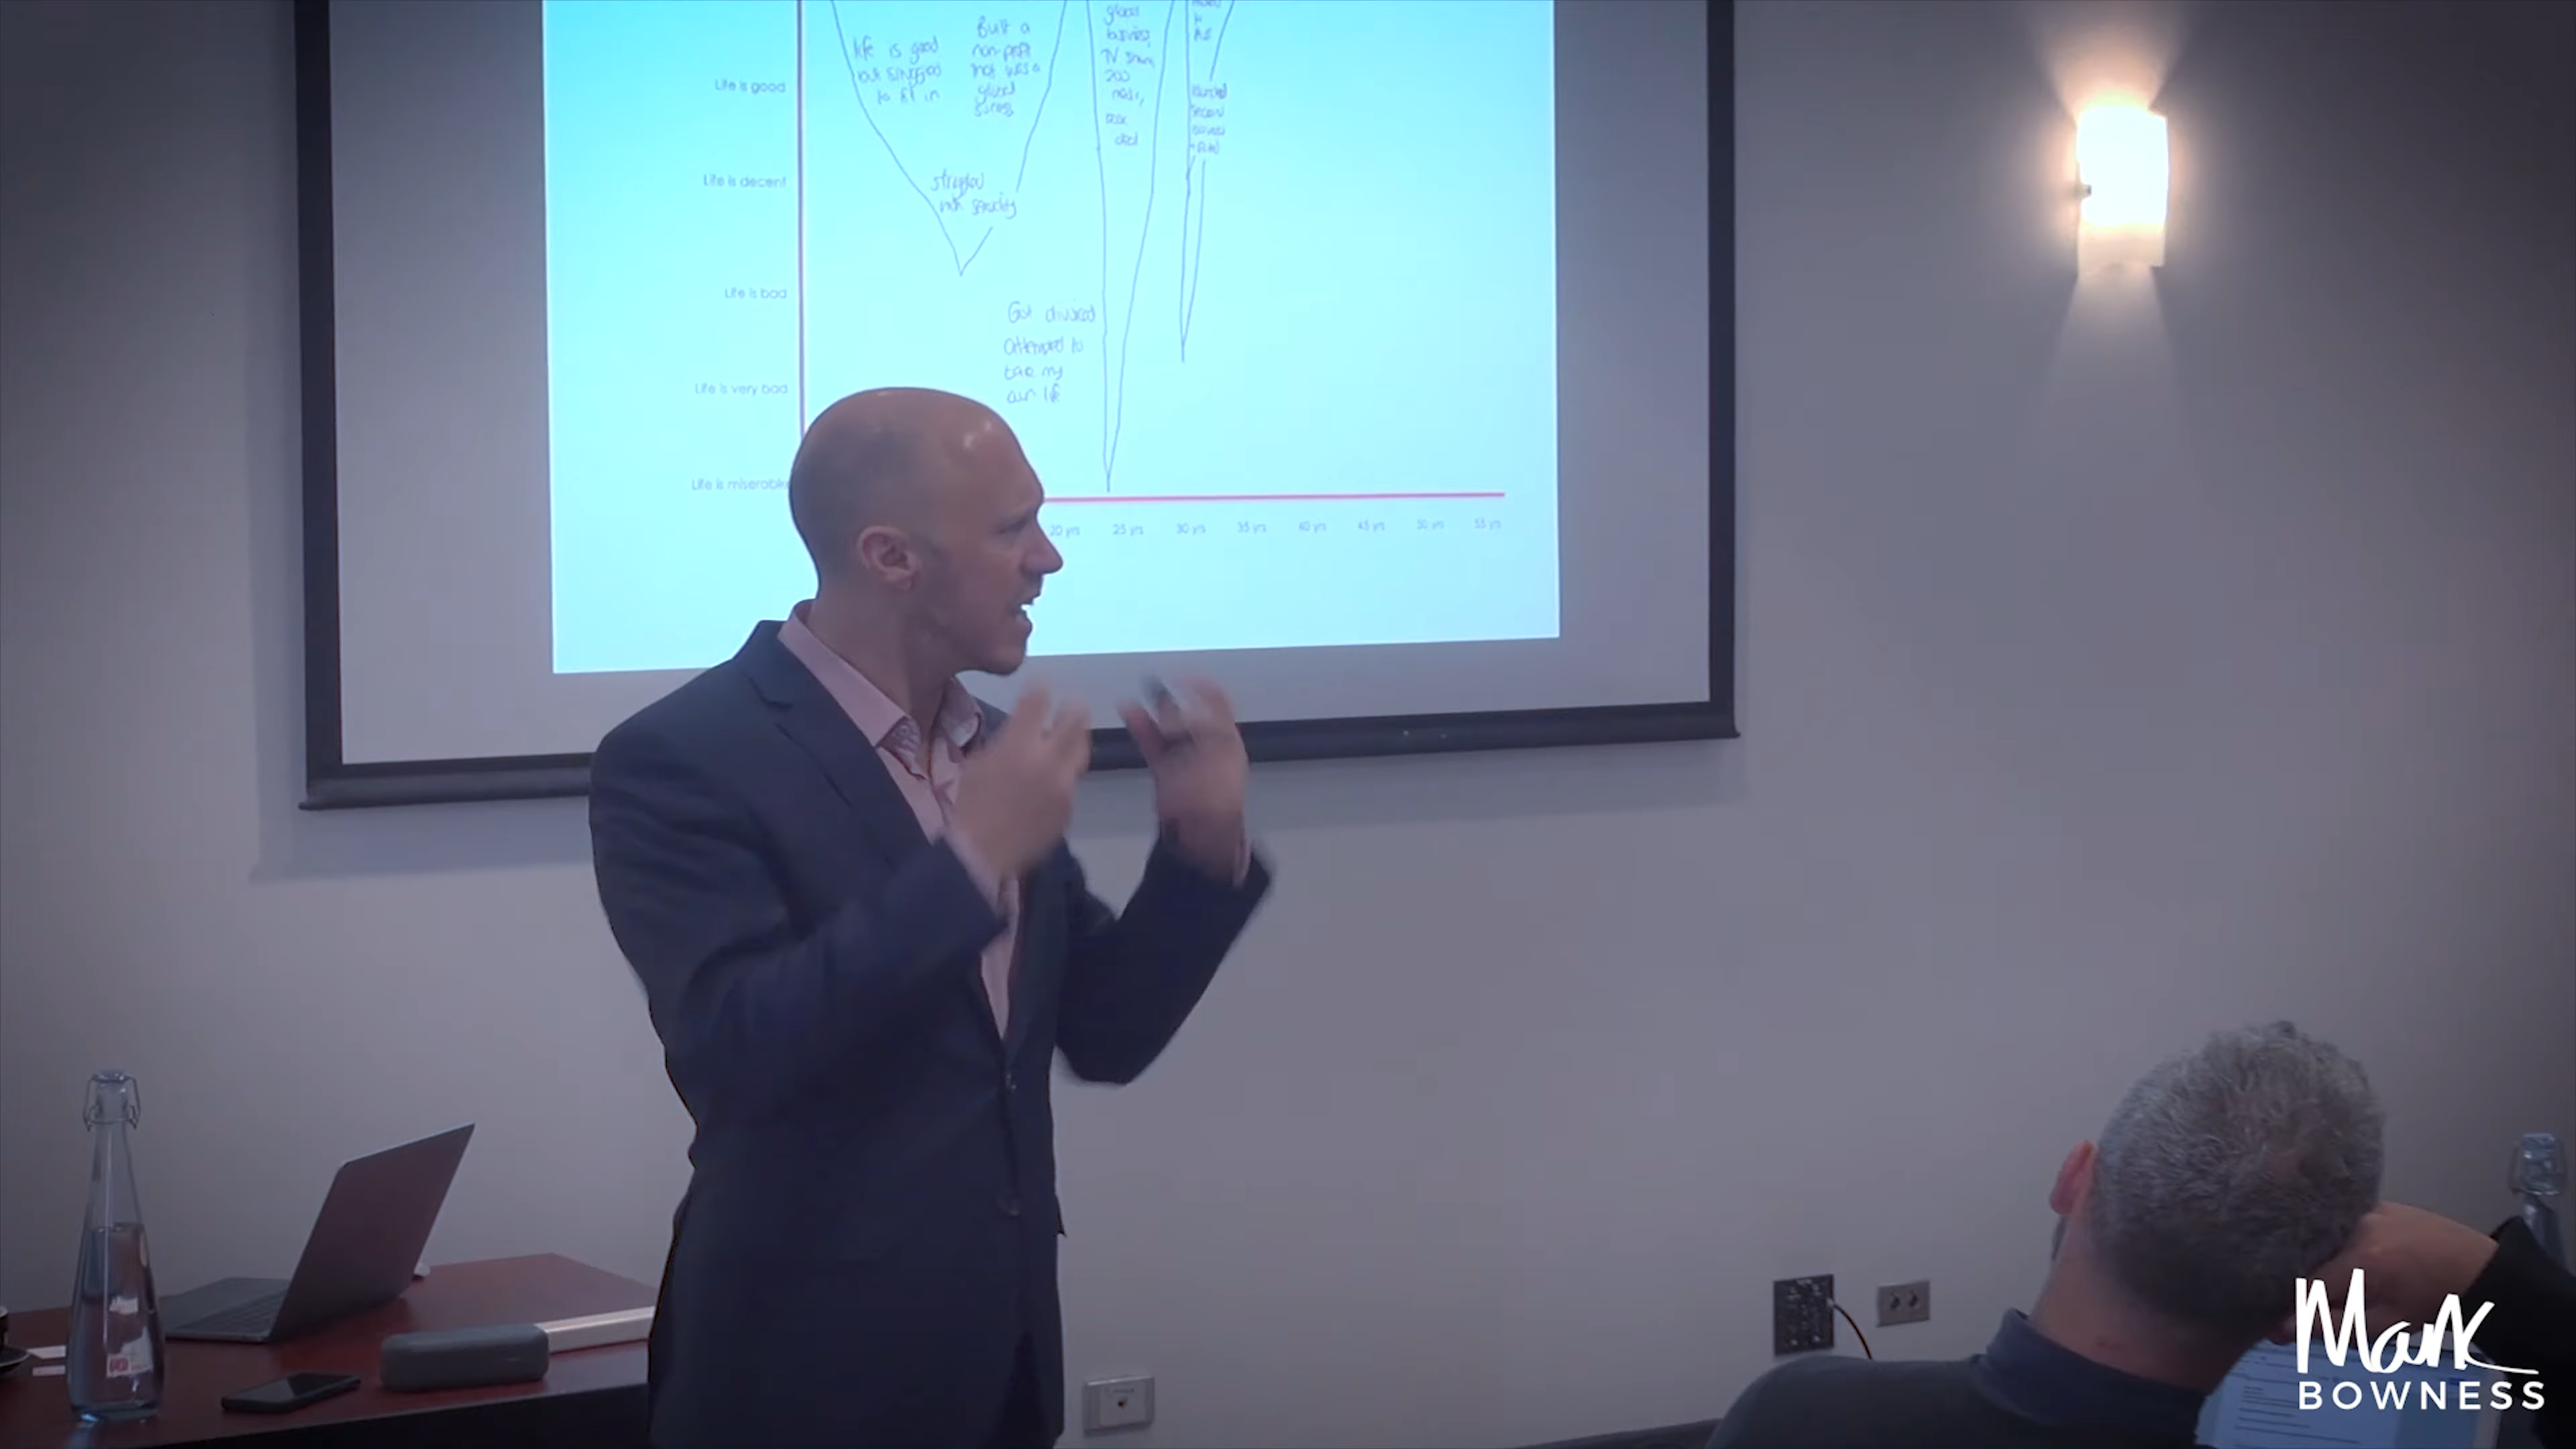 Life is good
Life is decent
Life is bad
Life is very bad
Life is miserable
life is good
but struggled
to fit in
Built a
non-profit
that was a
global
success
struggled
with sexuality
Got divorced
attempted to
take my
own life
global
business,
TV show,
200
deal
20 yrs 25 yrs 30 yrs 35 yrs 40 yrs 45 yrs 50 yrs 55 yrs
Mark
BOWNESS